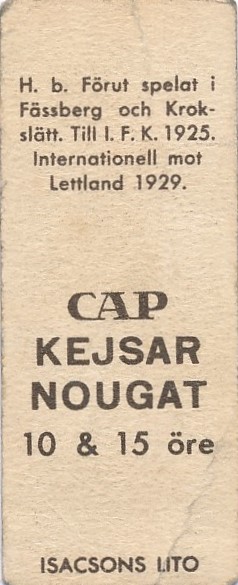 H. b. Förut spelat i
Fässberg och Krok-
slätt. Till I. F. K. 1925.
Internationell mot
Lettland 1929.
CAP
KEJSAR
NOUGAT
10 & 15 öre
ISACSONS LITO